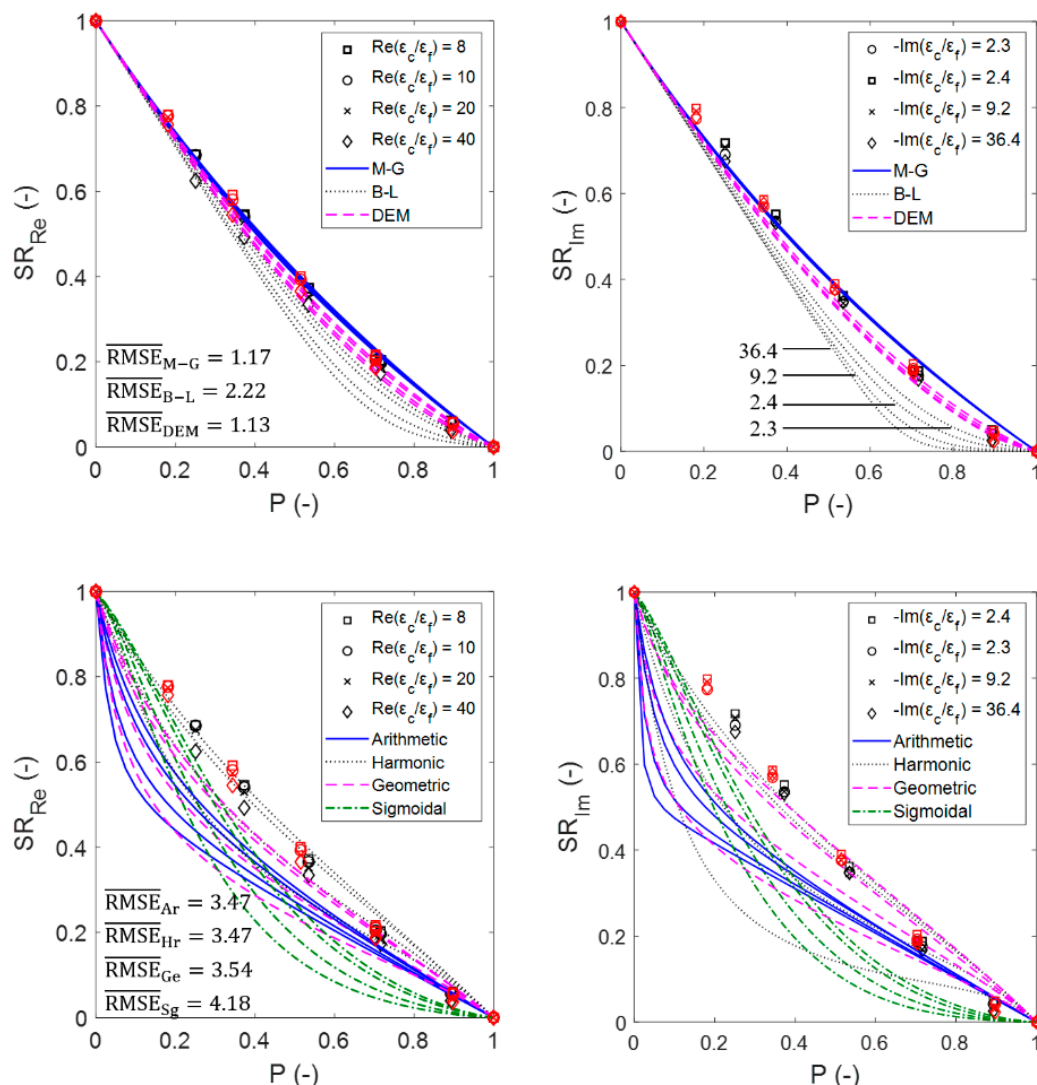 1
0.8
0.6
0.4
0.2
0
SR_Re (-)
Re(ε_c/ε_f) = 8
Re(ε_c/ε_f) = 10
Re(ε_c/ε_f) = 20
Re(ε_c/ε_f) = 40
M-G
B-L
DEM
RMSE_M−G = 1.17
RMSE_B−L = 2.22
RMSE_DEM = 1.13
0 0.2 0.4 0.6 0.8 1
P (-)
1
0.8
0.6
0.4
0.2
0
SR_Im (-)
-Im(ε_c/ε_f) = 2.3
-Im(ε_c/ε_f) = 2.4
-Im(ε_c/ε_f) = 9.2
-Im(ε_c/ε_f) = 36.4
M-G
B-L
DEM
36.4
9.2
2.4
2.3
0 0.2 0.4 0.6 0.8 1
P (-)
1
0.8
0.6
0.4
0.2
0
SR_Re (-)
Re(ε_c/ε_f) = 8
Re(ε_c/ε_f) = 10
Re(ε_c/ε_f) = 20
Re(ε_c/ε_f) = 40
Arithmetic
Harmonic
Geometric
Sigmoidal
RMSE_Ar = 3.47
RMSE_Hr = 3.47
RMSE_Ge = 3.54
RMSE_Sg = 4.18
0 0.2 0.4 0.6 0.8 1
P (-)
1
0.8
0.6
0.4
0.2
0
SR_Im (-)
-Im(ε_c/ε_f) = 2.4
-Im(ε_c/ε_f) = 2.3
-Im(ε_c/ε_f) = 9.2
-Im(ε_c/ε_f) = 36.4
Arithmetic
Harmonic
Geometric
Sigmoidal
0 0.2 0.4 0.6 0.8 1
P (-)